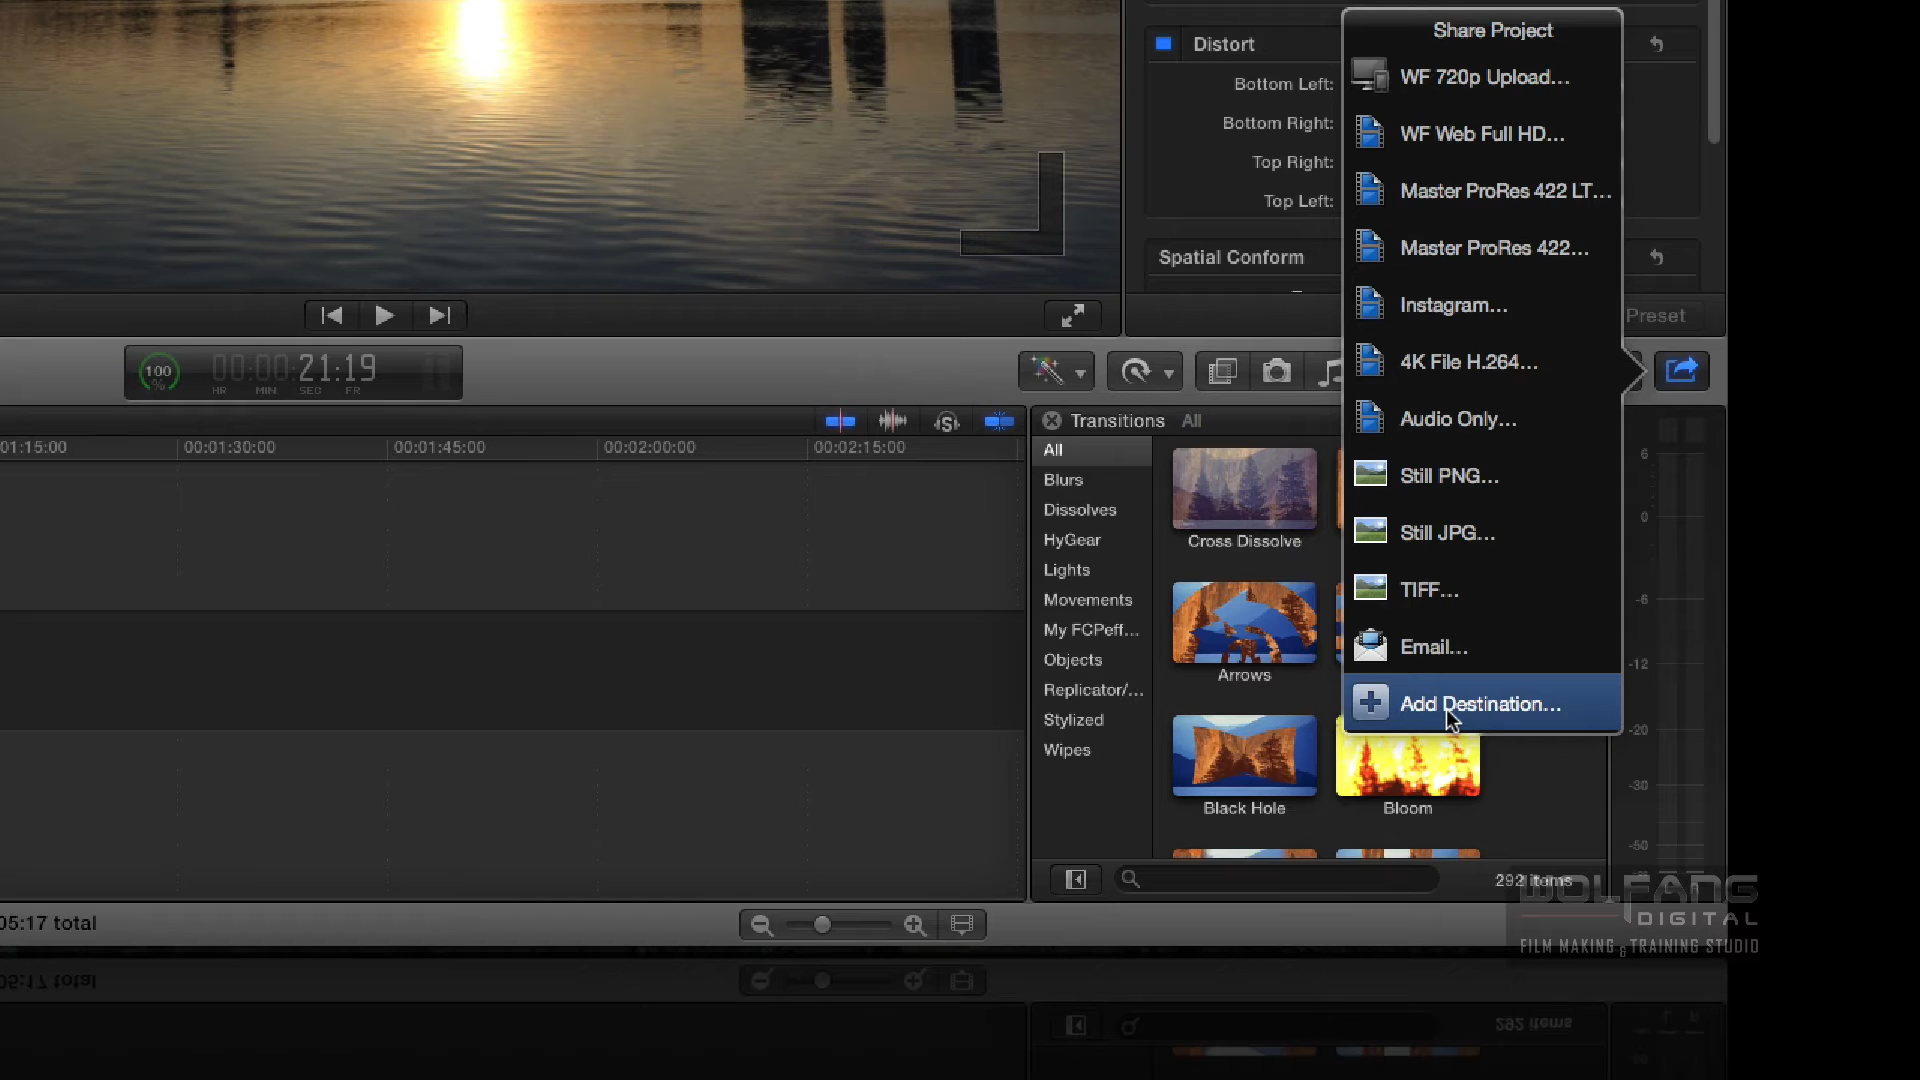 Share Project
WF 720p Upload...
WF Web Full HD...
Master ProRes 422 LT...
Master ProRes 422...
Instagram...
4K File H.264...
Audio Only...
Still PNG...
Still JPG...
TIFF...
Email...
Add Destination...
Distort
Bottom Left:
Bottom Right:
Top Right:
Top Left:
Spatial Conform
Preset
100
%
00:00:21:19
HR MIN SEC FR
01:15:00
00:01:30:00
00:01:45:00
00:02:00:00
00:02:15:00
Transitions All
All
Blurs
Dissolves
HyGear
Lights
Movements
My FCPeff...
Objects
Replicator/...
Stylized
Wipes
Cross Dissolve
Arrows
Black Hole
Bloom
6
0
-6
-12
-20
-30
-50
292 items
05:17 total
WOLFANG
DIGITAL
FILM MAKING & TRAINING STUDIO
05:17 total
292 items